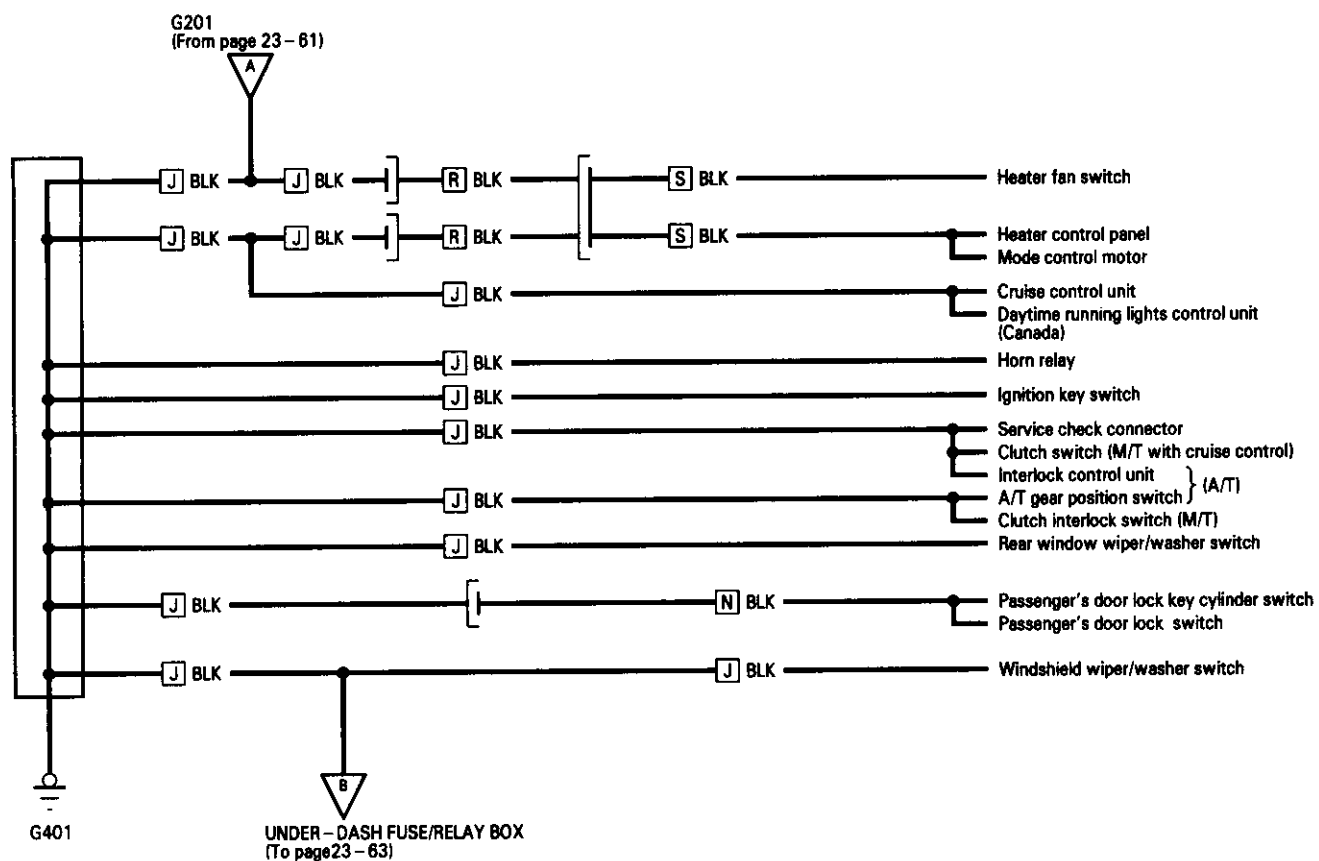 G201
(From page 23-61)
A
J BLK J BLK R BLK S BLK Heater fan switch
J BLK J BLK R BLK S BLK Heater control panel
Mode control motor
J BLK Cruise control unit
Daytime running lights control unit
(Canada)
J BLK Horn relay
J BLK Ignition key switch
J BLK Service check connector
Clutch switch (M/T with cruise control)
Interlock control unit
(A/T)
J BLK A/T gear position switch
Clutch interlock switch (M/T)
J BLK Rear window wiper/washer switch
J BLK N BLK Passenger's door lock key cylinder switch
Passenger's door lock switch
J BLK J BLK Windshield wiper/washer switch
B
G401
UNDER-DASH FUSE/RELAY BOX
(To page23-63)